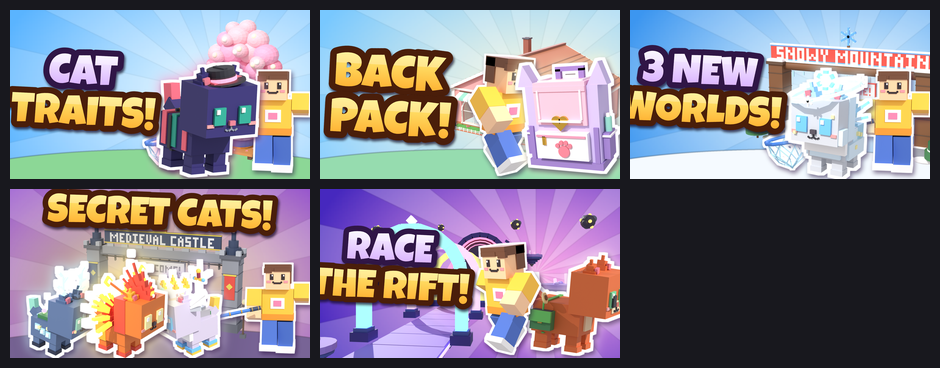 CAT
TRAITS!
BACK
PACK!
3 NEW
WORLDS!
SNOWY MOUNTAIN
SECRET CATS!
MEDIEVAL CASTLE
RACE
THE RIFT!